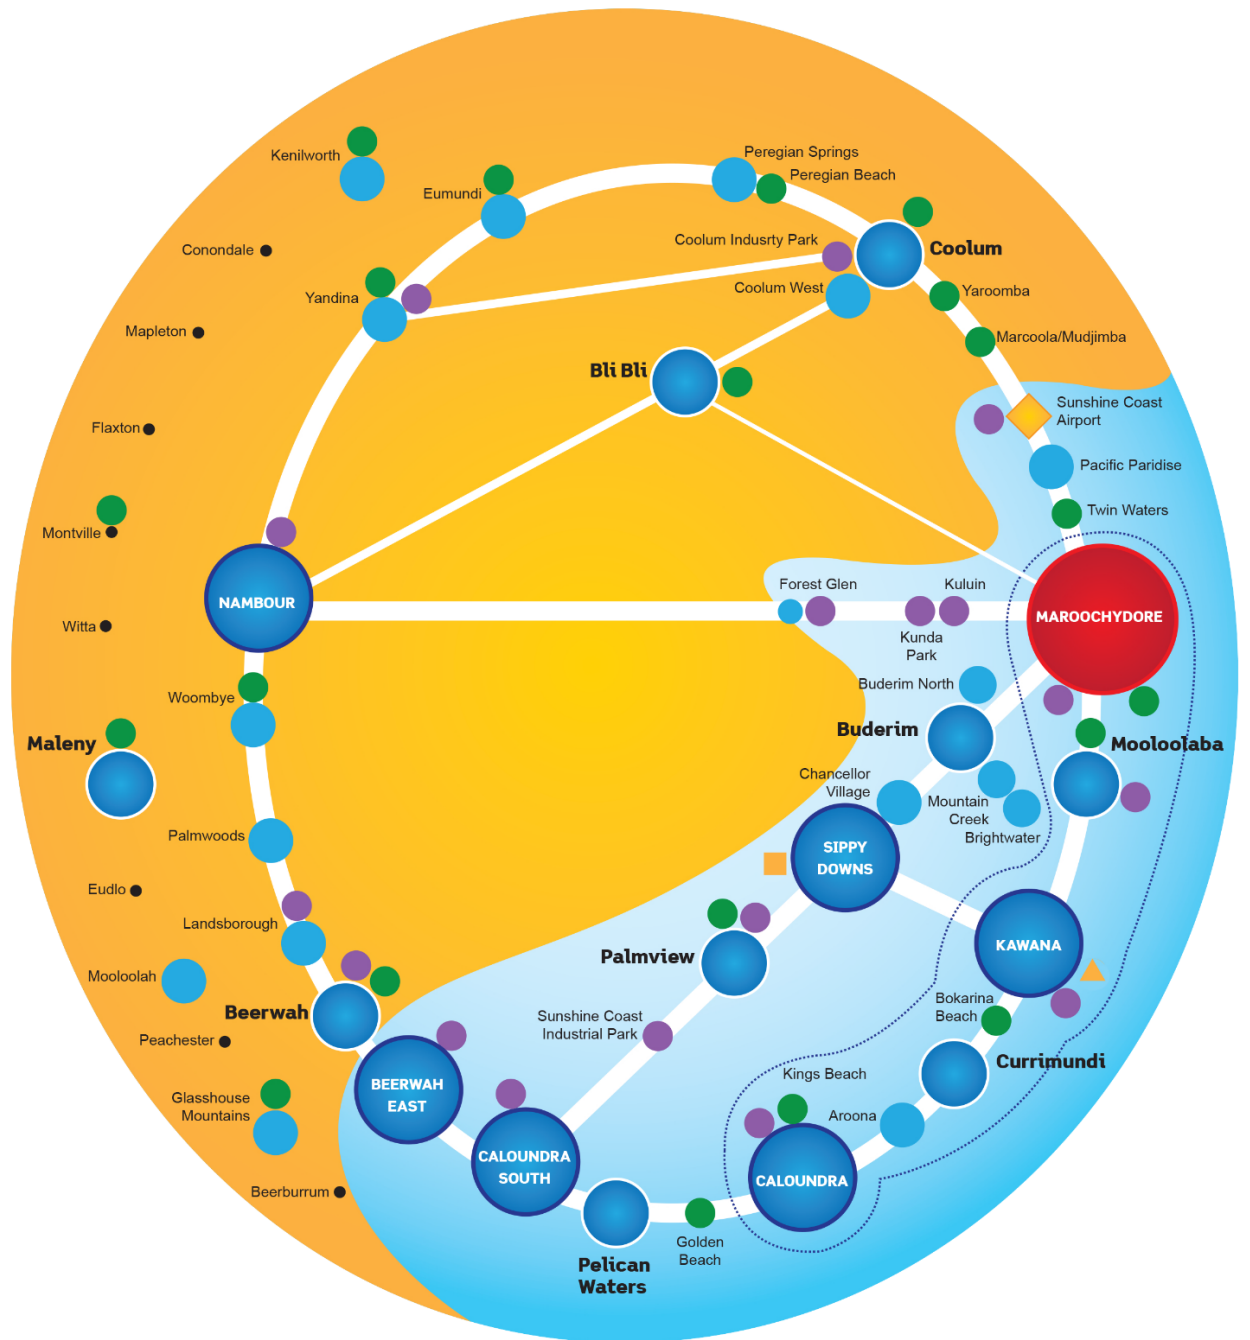 Peregian Springs
Kenilworth
Peregian Beach
Eumundi
Coolum Indusrty Park
Coolum
Conondale
Coolum West
Yaroomba
Yandina
Mapleton
Marcoola/Mudjimba
Bli Bli
Sunshine Coast
Airport
Flaxton
Pacific Paridise
Twin Waters
Montville
Forest Glen
Kuluin
NAMBOUR
MAROOCHYDORE
Witta
Kunda
Park
Buderim North
Woombye
Buderim
Maleny
Mooloolaba
Chancellor
Village
Mountain
Creek
Brightwater
Palmwoods
SIPPY
DOWNS
Eudlo
Landsborough
KAWANA
Palmview
Mooloolah
Bokarina
Beach
Beerwah
Sunshine Coast
Industrial Park
Peachester
Currimundi
Kings Beach
BEERWAH
EAST
Glasshouse
Mountains
Aroona
CALOUNDRA
SOUTH
CALOUNDRA
Beerburrum
Golden
Beach
Pelican
Waters